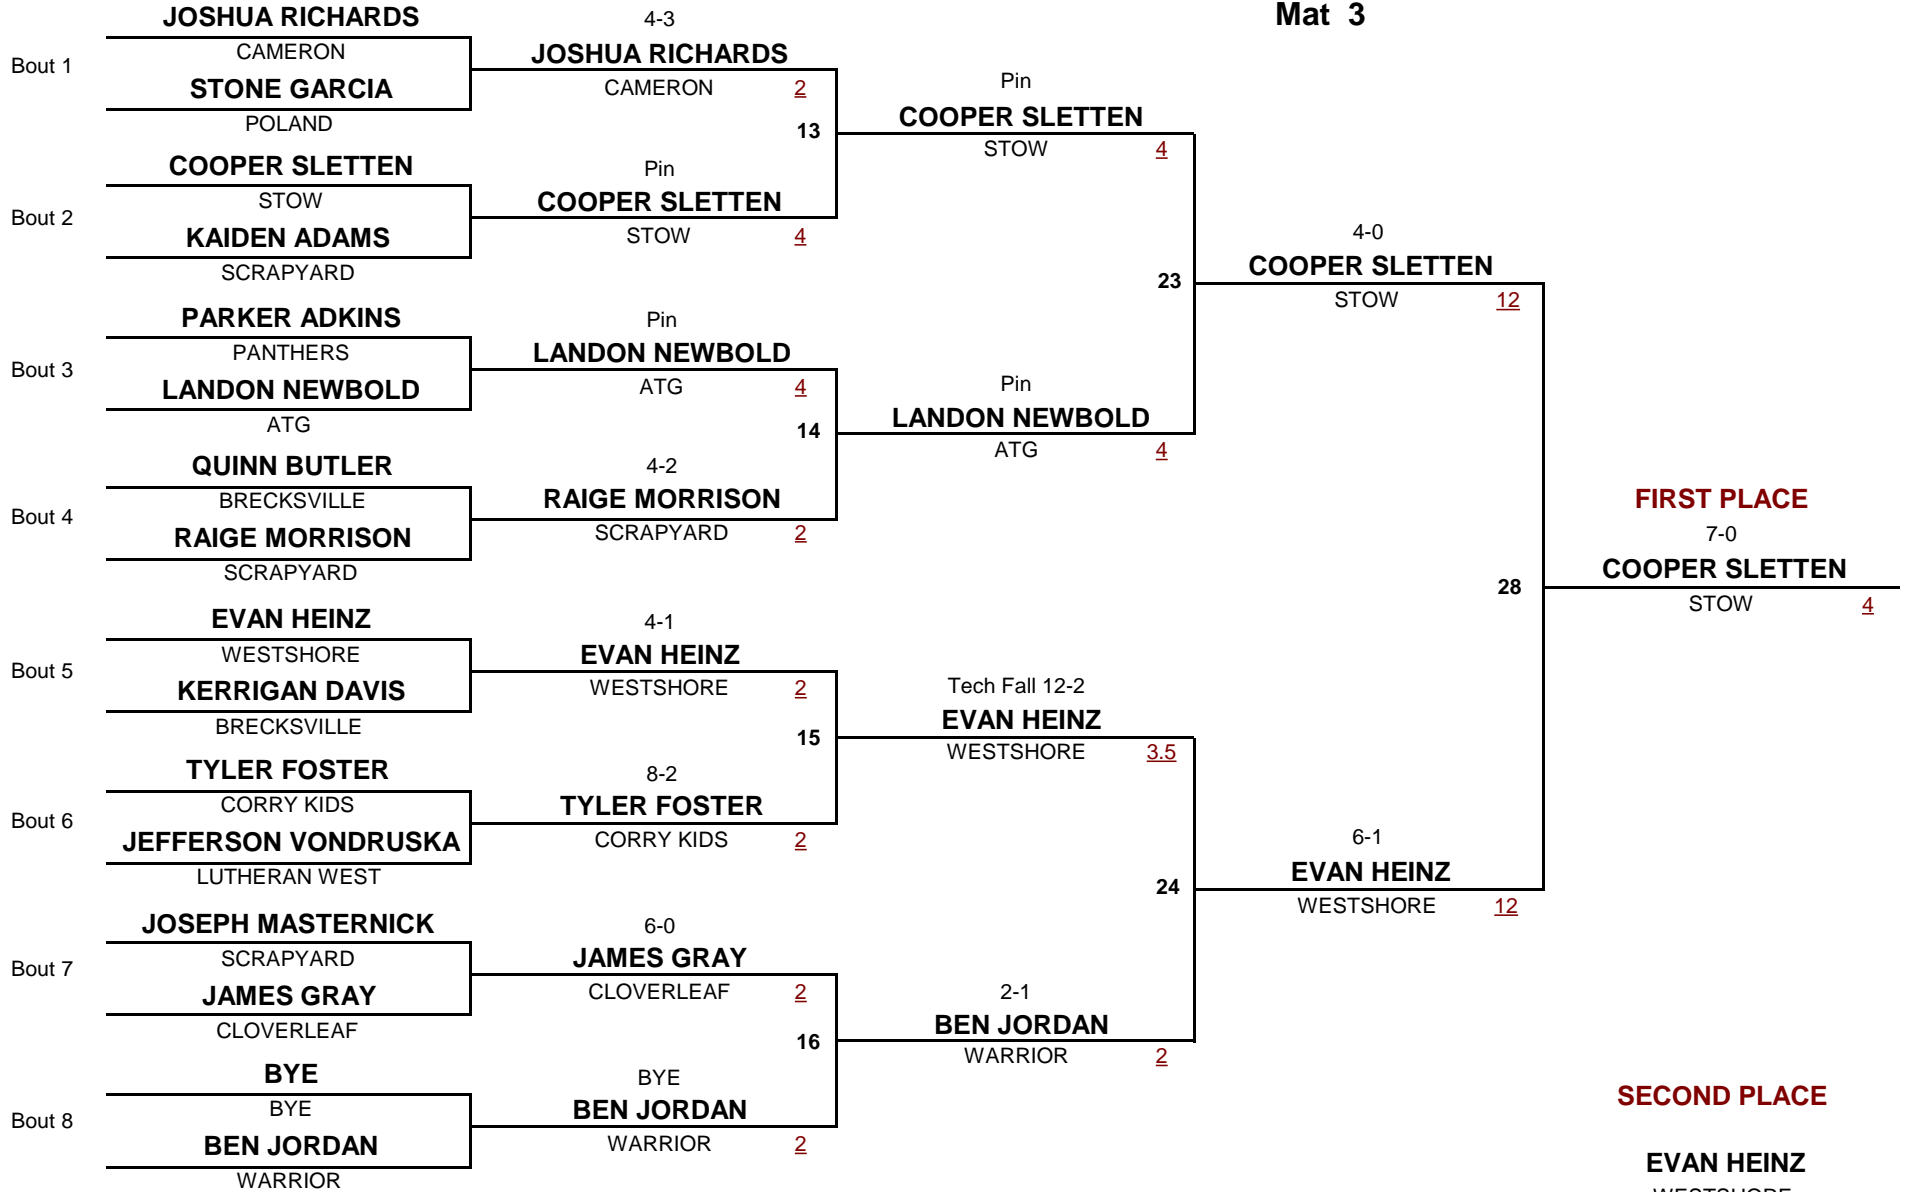 Mat 3
Bout 1
JOSHUA RICHARDS
CAMERON
STONE GARCIA
POLAND
Bout 2
COOPER SLETTEN
STOW
KAIDEN ADAMS
SCRAPYARD
Bout 3
PARKER ADKINS
PANTHERS
LANDON NEWBOLD
ATG
Bout 4
QUINN BUTLER
BRECKSVILLE
RAIGE MORRISON
SCRAPYARD
Bout 5
EVAN HEINZ
WESTSHORE
KERRIGAN DAVIS
BRECKSVILLE
Bout 6
TYLER FOSTER
CORRY KIDS
JEFFERSON VONDRUSKA
LUTHERAN WEST
Bout 7
JOSEPH MASTERNICK
SCRAPYARD
JAMES GRAY
CLOVERLEAF
Bout 8
BYE
BYE
BEN JORDAN
WARRIOR
4-3
JOSHUA RICHARDS
CAMERON 2
13
Pin
COOPER SLETTEN
STOW 4
Pin
LANDON NEWBOLD
ATG 4
14
4-2
RAIGE MORRISON
SCRAPYARD 2
4-1
EVAN HEINZ
WESTSHORE 2
15
8-2
TYLER FOSTER
CORRY KIDS 2
6-0
JAMES GRAY
CLOVERLEAF 2
16
BYE
BEN JORDAN
WARRIOR 2
Pin
COOPER SLETTEN
STOW 4
23
Pin
LANDON NEWBOLD
ATG 4
Tech Fall 12-2
EVAN HEINZ
WESTSHORE 3.5
24
2-1
BEN JORDAN
WARRIOR 2
4-0
COOPER SLETTEN
STOW 12
28
6-1
EVAN HEINZ
WESTSHORE 12
FIRST PLACE
7-0
COOPER SLETTEN
STOW 4
SECOND PLACE
EVAN HEINZ
WESTSHORE